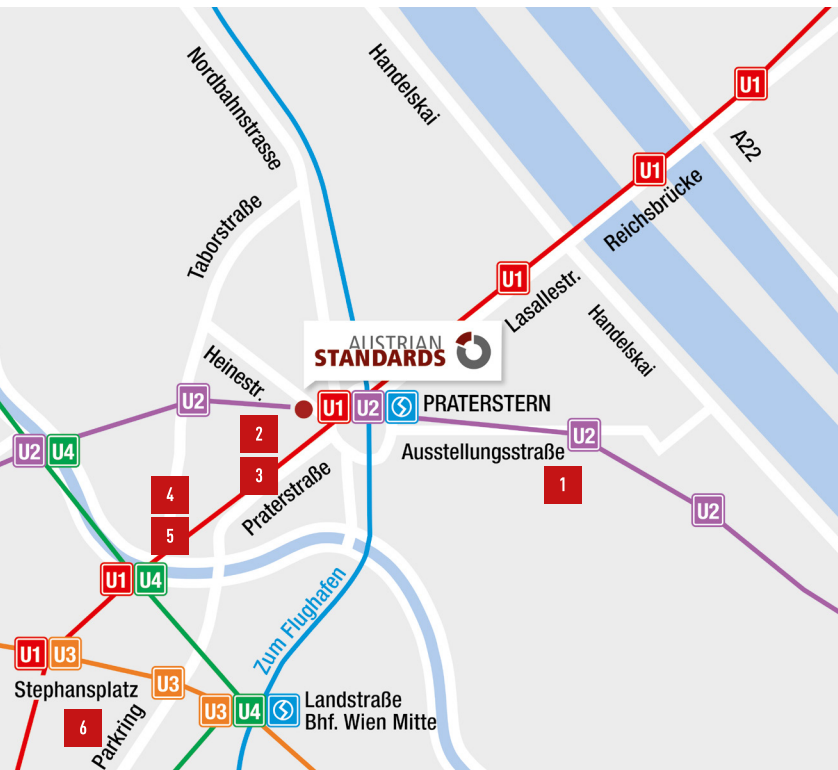 Nordbahnstrasse
Handelskai
U1
A22
U1
Reichsbrücke
Taborstraße
U1
Lasallestr.
Handelskai
AUSTRIAN
STANDARDS
Heinestr.
U2
U1 U2 PRATERSTERN
2
U2
Ausstellungsstraße
U2 U4
3
Praterstraße
1
4
U2
5
U1 U4
Zum Flughafen
U1 U3
Stephansplatz
U3
Parkring
6
U3 U4
Landstraße
Bhf. Wien Mitte